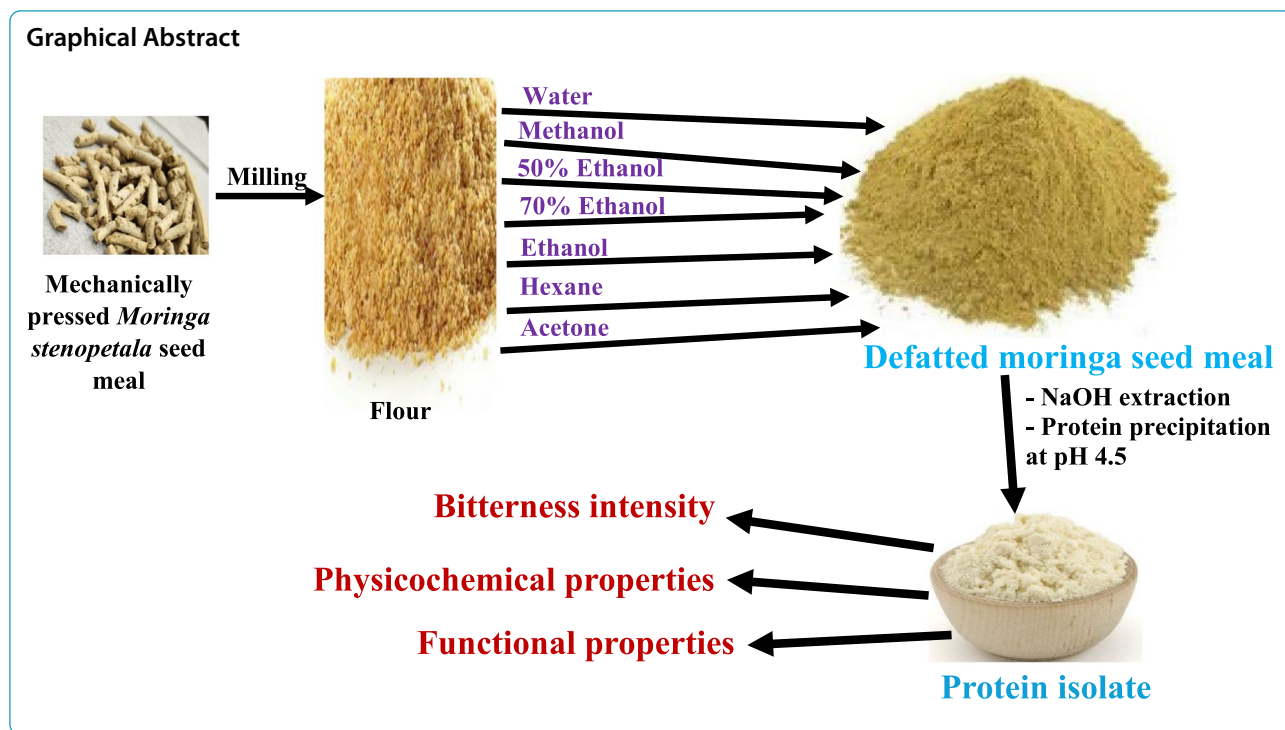 Graphical Abstract
Mechanically
pressed Moringa
stenopetala seed
meal
Milling
Flour
Water
Methanol
50% Ethanol
70% Ethanol
Ethanol
Hexane
Acetone
Defatted moringa seed meal
- NaOH extraction
- Protein precipitation
at pH 4.5
Protein isolate
Bitterness intensity
Physicochemical properties
Functional properties